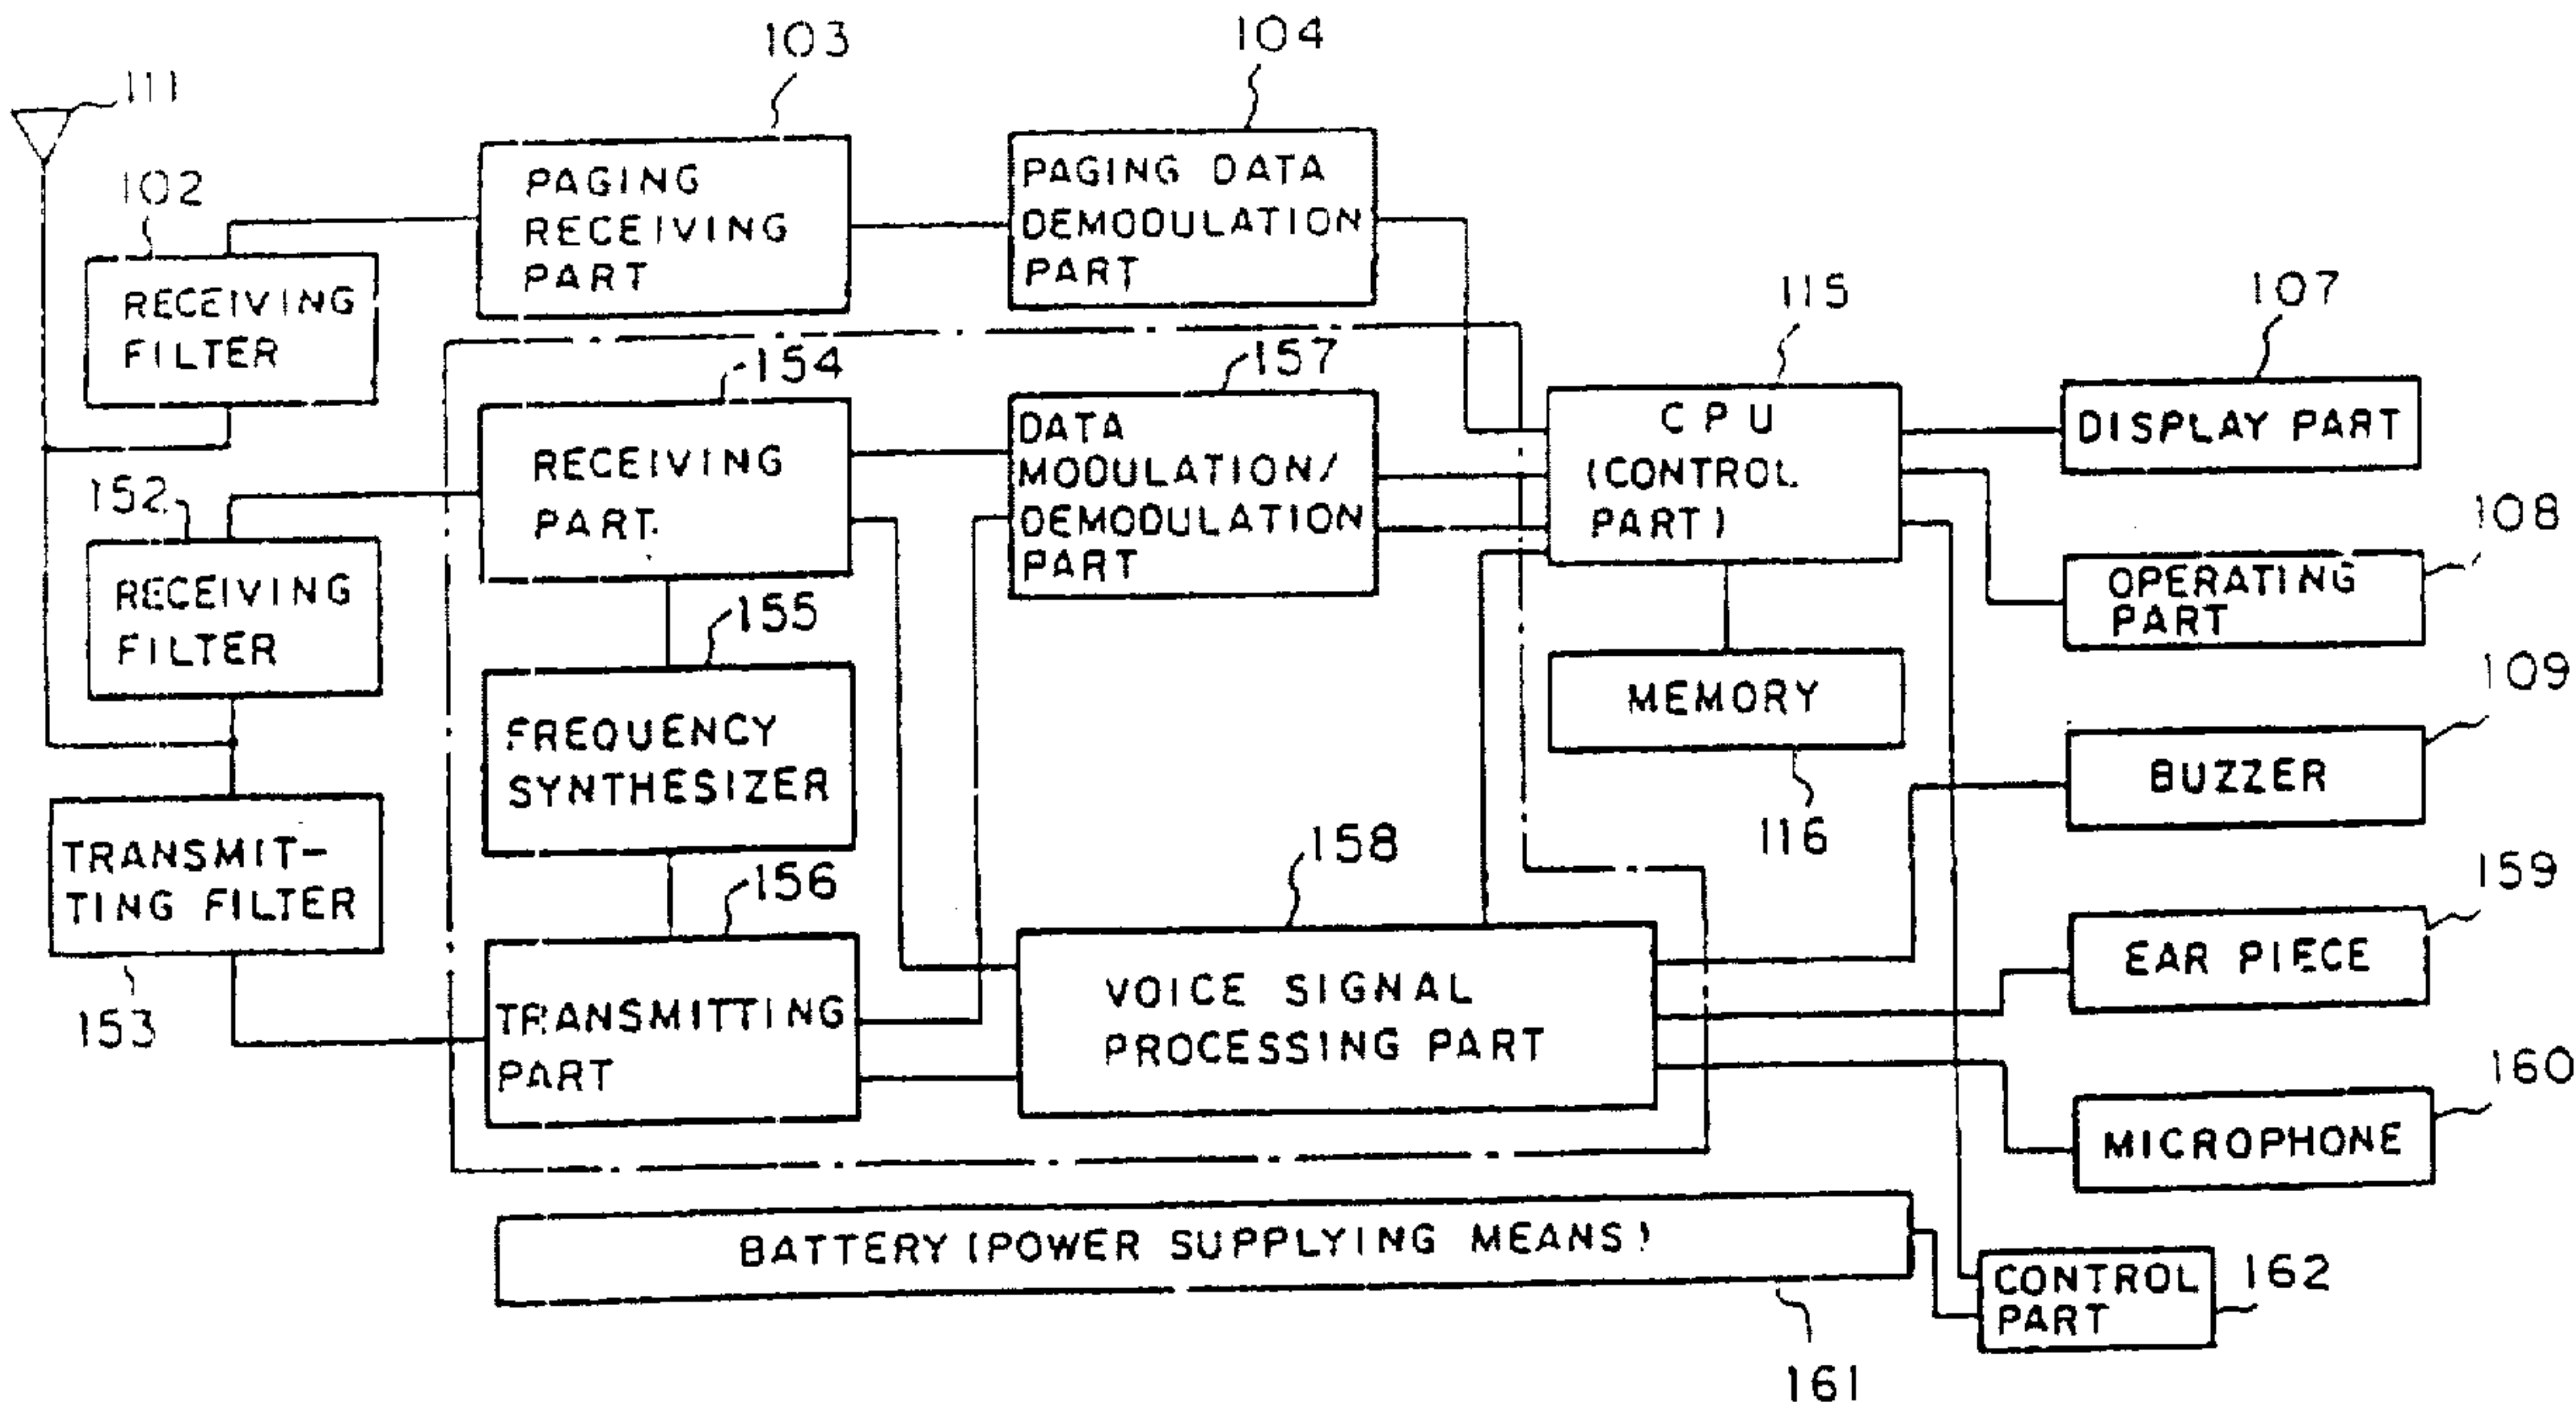 103
104
111
102
PAGING
RECEIVING
PART
PAGING DATA
DEMODULATION
PART
RECEIVING
FILTER
115
107
154
157
CPU
(CONTROL
PART)
DISPLAY PART
152
RECEIVING
PART
DATA
MODULATION/
DEMODULATION
PART
108
RECEIVING
FILTER
OPERATING
PART
155
MEMORY
109
FREQUENCY
SYNTHESIZER
BUZZER
116
TRANSMIT-
TING FILTER
156
158
159
EAR PIECE
153
TRANSMITTING
PART
VOICE SIGNAL
PROCESSING PART
160
MICROPHONE
BATTERY (POWER SUPPLYING MEANS)
CONTROL
PART
162
161